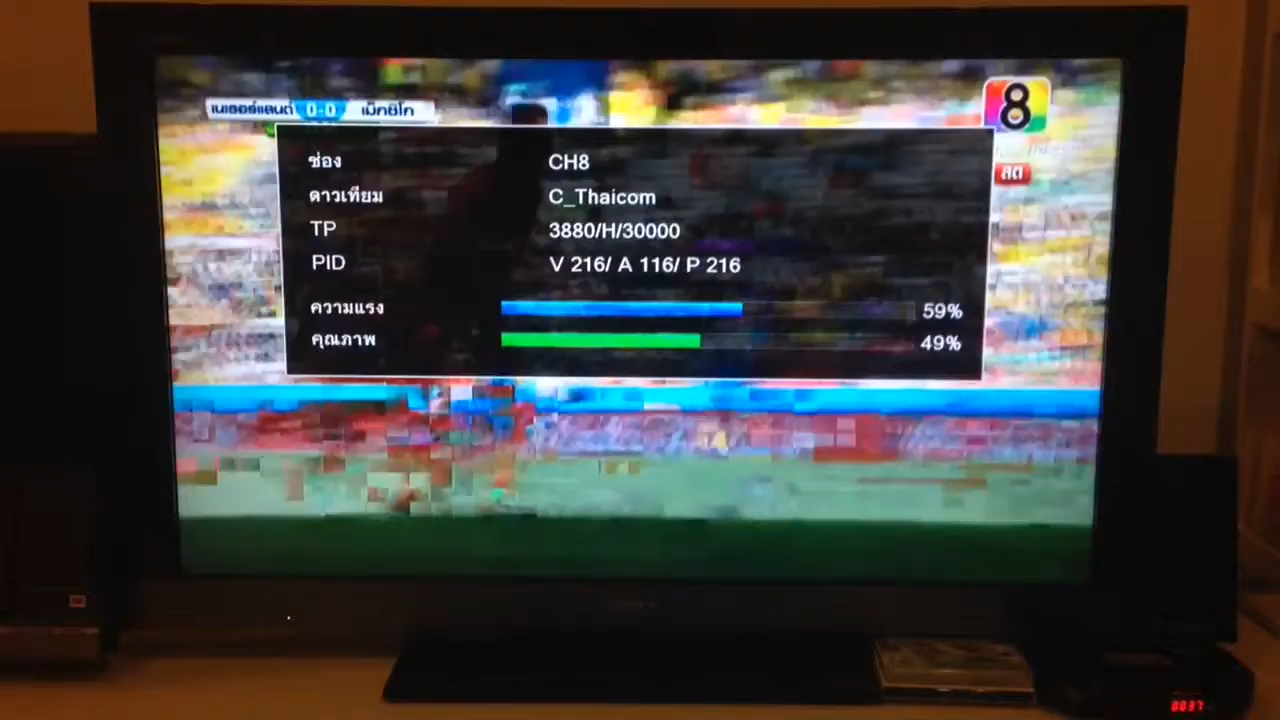 เนเธอร์แลนด์ 0-0 เม็กซิโก
8
สด
ช่อง CH8
ดาวเทียม C_Thaicom
TP 3880/H/30000
PID V 216/ A 116/ P 216
ความแรง 59%
คุณภาพ 49%
0037